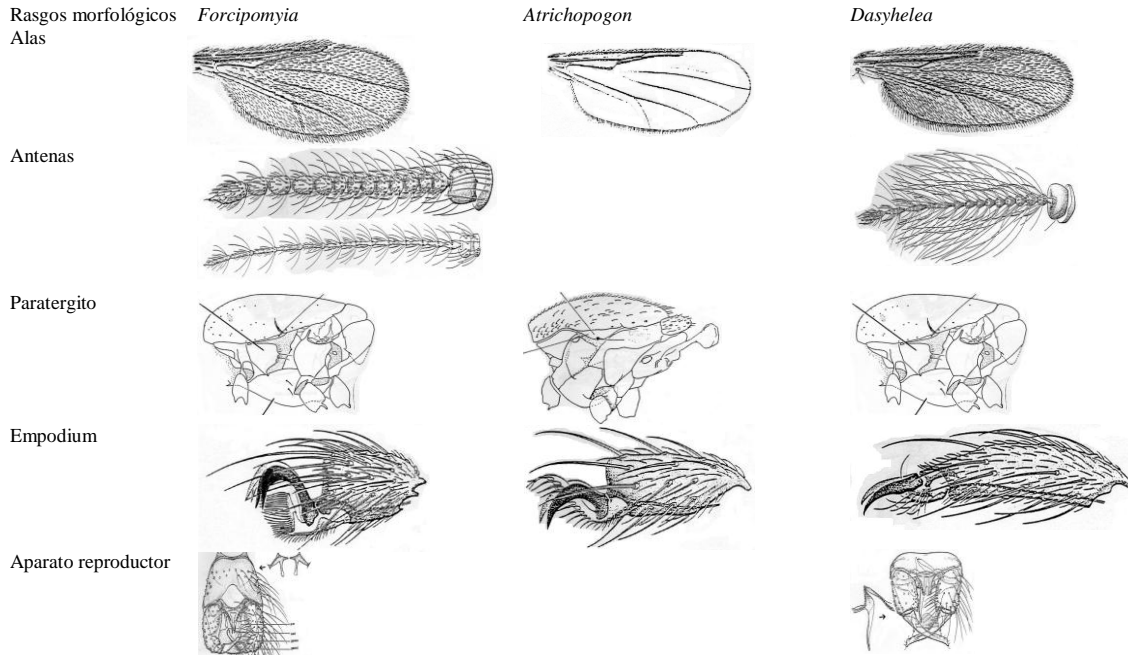 Rasgos morfológicos Forcipomyia Atrichopogon Dasyhelea
Alas
Antenas
Paratergito
Empodium
Aparato reproductor